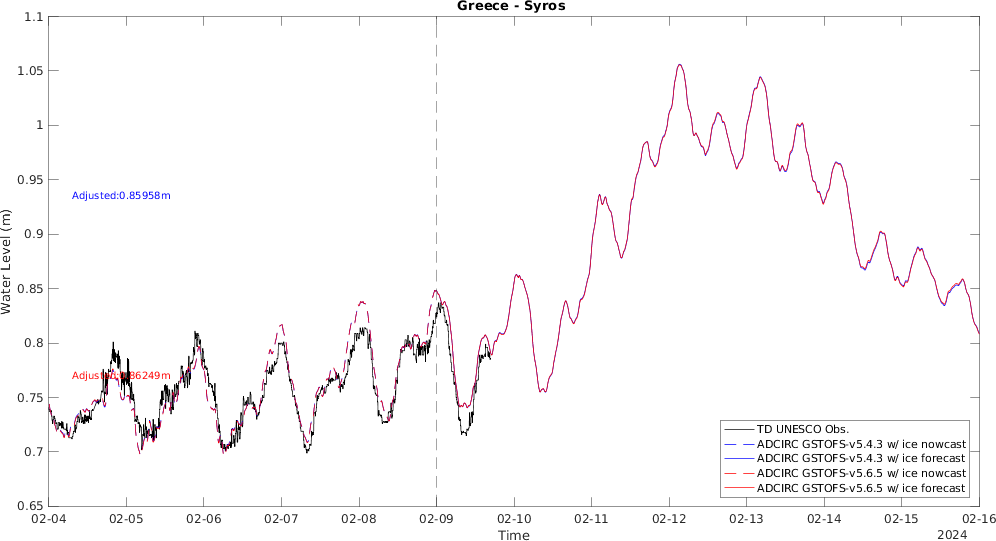 Greece - Syros
1.1
1.05
1
0.95
0.9
0.85
0.8
0.75
0.7
0.65
Water Level (m)
Adjusted:0.85958m
Adjusted:0.86249m
TD UNESCO Obs.
ADCIRC GSTOFS-v5.4.3 w/ ice nowcast
ADCIRC GSTOFS-v5.4.3 w/ ice forecast
ADCIRC GSTOFS-v5.6.5 w/ ice nowcast
ADCIRC GSTOFS-v5.6.5 w/ ice forecast
02-04 02-05 02-06 02-07 02-08 02-09 02-10 02-11 02-12 02-13 02-14 02-15 02-16
Time
2024